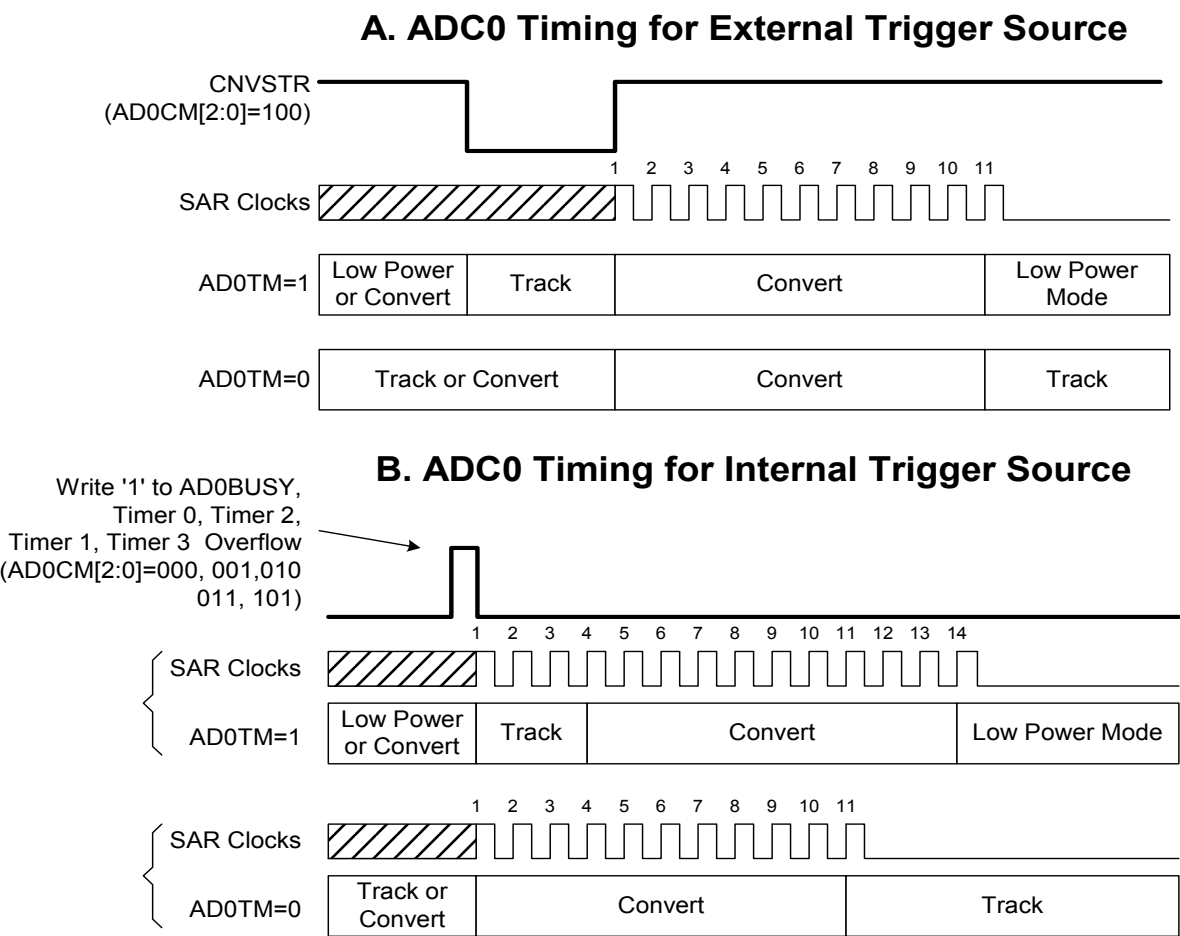 A. ADC0 Timing for External Trigger Source
CNVSTR
(AD0CM[2:0]=100)
1 2 3 4 5 6 7 8 9 10 11
SAR Clocks
AD0TM=1
Low Power
or Convert
Track
Convert
Low Power
Mode
AD0TM=0
Track or Convert
Convert
Track
B. ADC0 Timing for Internal Trigger Source
Write '1' to AD0BUSY,
Timer 0, Timer 2,
Timer 1, Timer 3 Overflow
(AD0CM[2:0]=000, 001,010
011, 101)
1 2 3 4 5 6 7 8 9 10 11 12 13 14
SAR Clocks
AD0TM=1
Low Power
or Convert
Track
Convert
Low Power Mode
1 2 3 4 5 6 7 8 9 10 11
SAR Clocks
AD0TM=0
Track or
Convert
Convert
Track